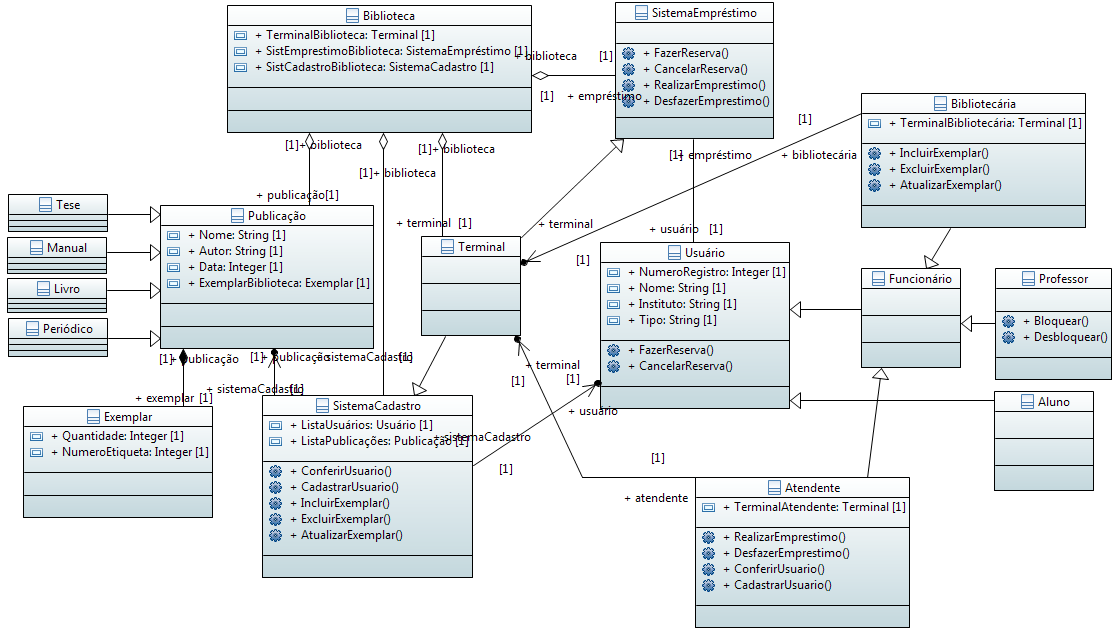 Biblioteca
+ TerminalBiblioteca: Terminal [1]
+ SistEmprestimoBiblioteca: SistemaEmpréstimo [1]
+ SistCadastroBiblioteca: SistemaCadastro [1]
SistemaEmpréstimo
+ FazerReserva()
+ CancelarReserva()
+ RealizarEmprestimo()
+ DesfazerEmprestimo()
+ biblioteca
[1]
[1]
+ empréstimo
Bibliotecária
+ TerminalBibliotecária: Terminal [1]
+ IncluirExemplar()
+ ExcluirExemplar()
+ AtualizarExemplar()
[1]
+ bibliotecária
[1]+ biblioteca
[1]+ biblioteca
[1]+ biblioteca
[1]+ empréstimo
+ publicação[1]
+ terminal [1]
+ terminal
[1]
+ usuário [1]
Tese
Manual
Livro
Periódico
Publicação
+ Nome: String [1]
+ Autor: String [1]
+ Data: Integer [1]
+ ExemplarBiblioteca: Exemplar [1]
Terminal
Usuário
+ NumeroRegistro: Integer [1]
+ Nome: String [1]
+ Instituto: String [1]
+ Tipo: String [1]
+ FazerReserva()
+ CancelarReserva()
Funcionário
Professor
+ Bloquear()
+ Desbloquear()
[1]+ publicação
[1]+ publicação
+ sistemaCadastro
[1]
+ sistemaCadastro
[1]
+ exemplar [1]
+ terminal
[1]
[1]
+ usuário
Exemplar
+ Quantidade: Integer [1]
+ NumeroEtiqueta: Integer [1]
SistemaCadastro
+ ListaUsuários: Usuário [1]
+ ListaPublicações: Publicação [1]
+ ConferirUsuario()
+ CadastrarUsuario()
+ IncluirExemplar()
+ ExcluirExemplar()
+ AtualizarExemplar()
+ sistemaCadastro
[1]
Aluno
[1]
+ atendente
Atendente
+ TerminalAtendente: Terminal [1]
+ RealizarEmprestimo()
+ DesfazerEmprestimo()
+ ConferirUsuario()
+ CadastrarUsuario()